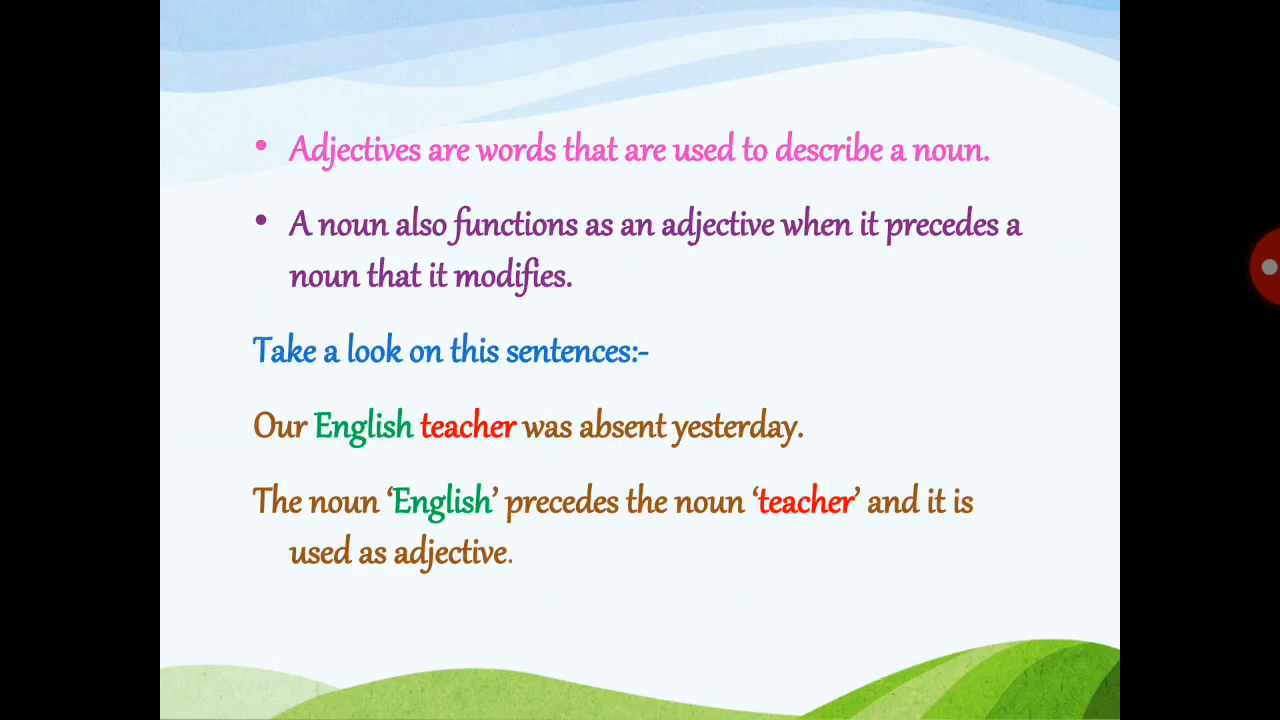 • Adjectives are words that are used to describe a noun.
• A noun also functions as an adjective when it precedes a
noun that it modifies.
Take a look on this sentences:-
Our English teacher was absent yesterday.
The noun ‘English’ precedes the noun ‘teacher’ and it is
used as adjective.